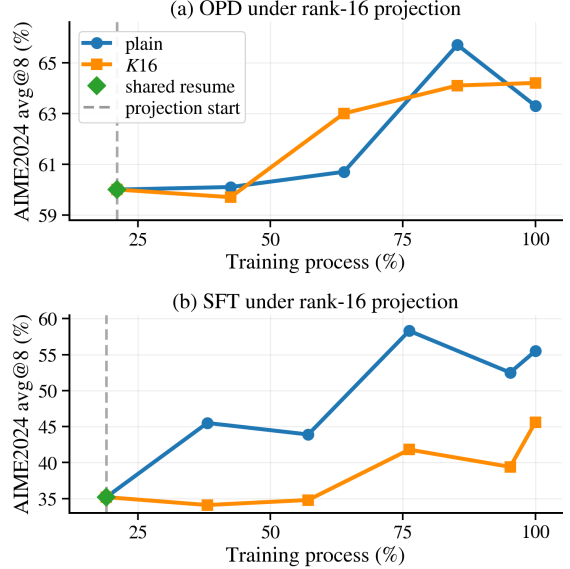 (a) OPD under rank-16 projection
AIME2024 avg@8 (%)
65
63
61
59
plain
K16
shared resume
projection start
25
50
75
100
Training process (%)
(b) SFT under rank-16 projection
AIME2024 avg@8 (%)
60
55
50
45
40
35
25
50
75
100
Training process (%)